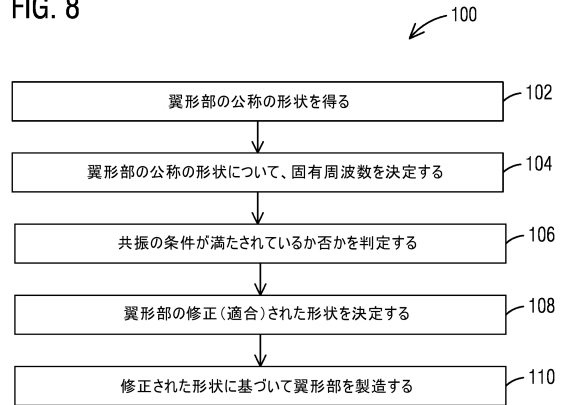 FIG. 8
100
翼形部の公称の形状を得る
102
翼形部の公称の形状について、固有周波数を決定する
104
共振の条件が満たされているか否かを判定する
106
翼形部の修正(適合)された形状を決定する
108
修正された形状に基づいて翼形部を製造する
110